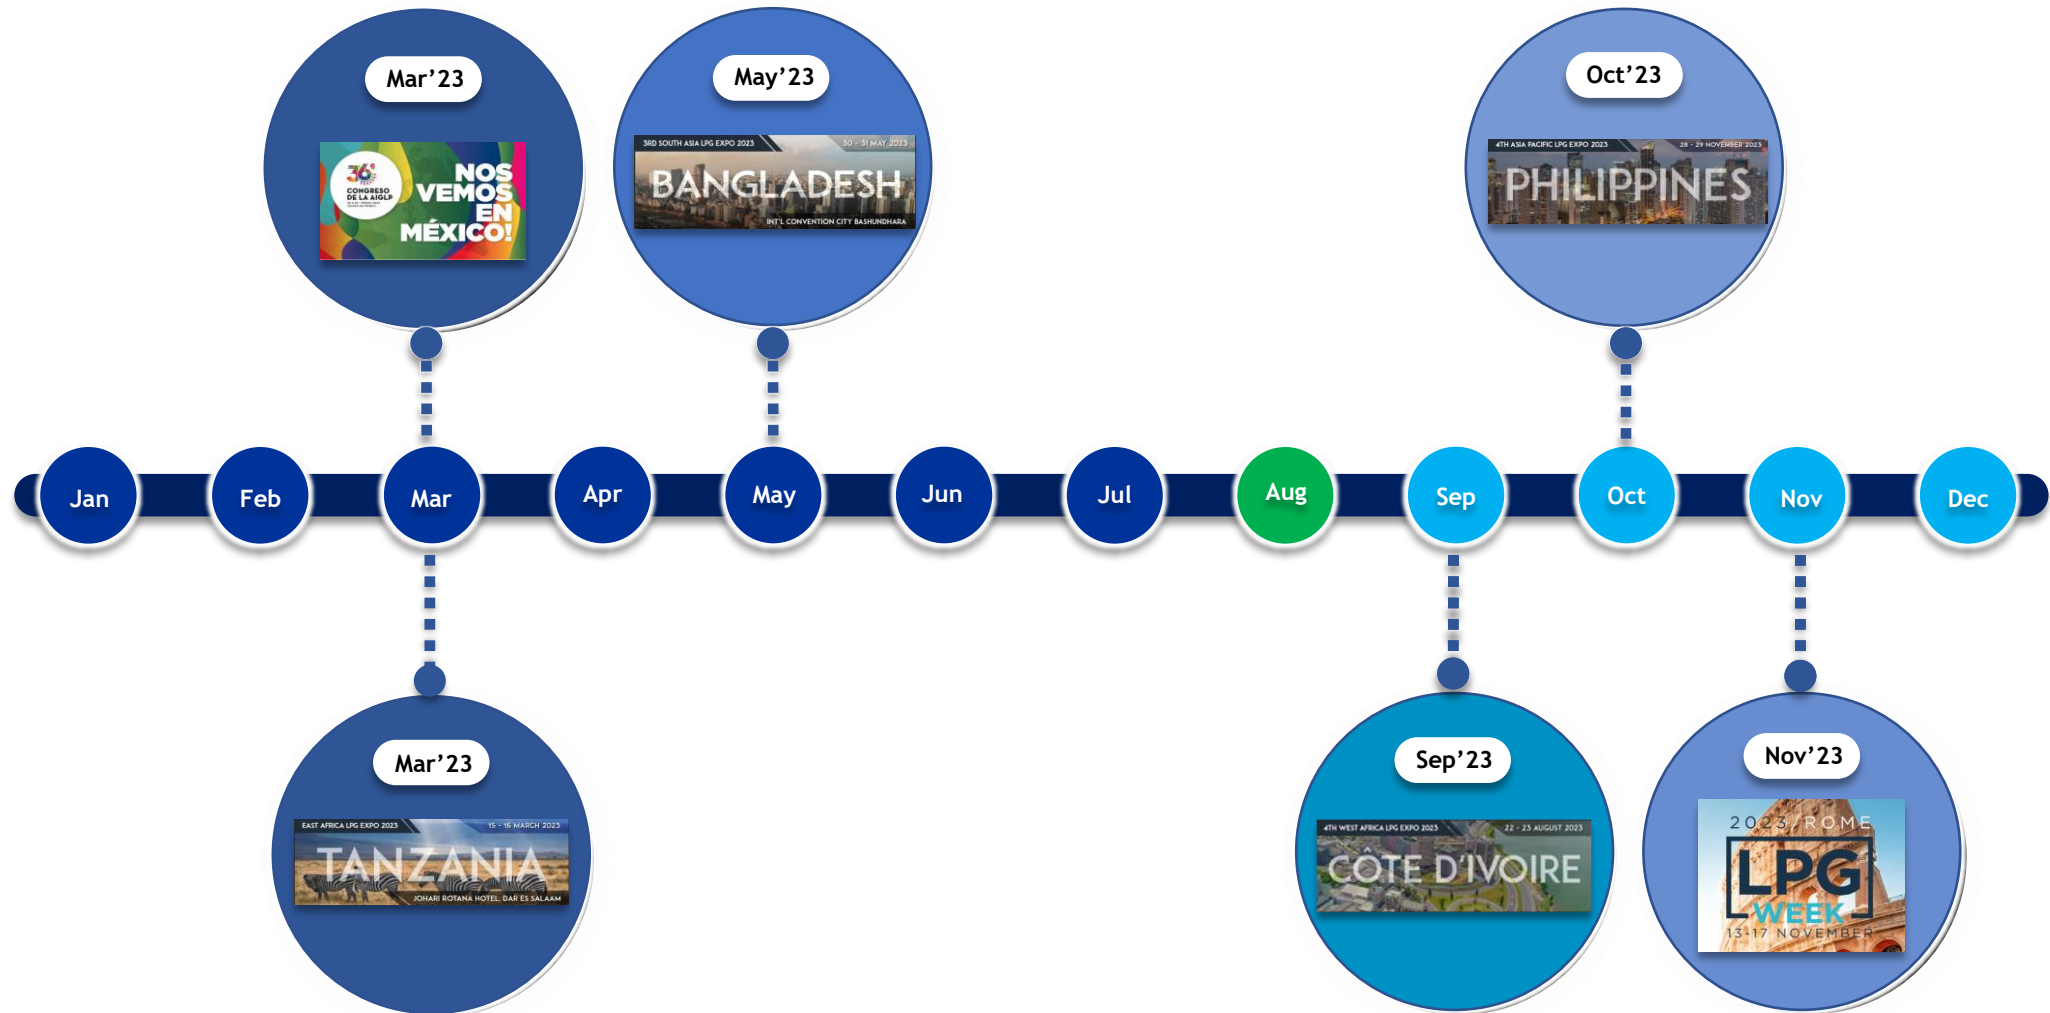 Mar’23
36º
CONGRESO
DE LA AIGLP
NOS
VEMOS
EN
MÉXICO!
May’23
3RD SOUTH ASIA LPG EXPO 2023
30 - 31 MAY 2023
BANGLADESH
INT'L CONVENTION CITY BASHUNDHARA
Oct’23
4TH ASIA PACIFIC LPG EXPO 2023
28 - 29 NOVEMBER 2023
PHILIPPINES
Jan
Feb
Mar
Apr
May
Jun
Jul
Aug
Sep
Oct
Nov
Dec
Mar’23
EAST AFRICA LPG EXPO 2023
15 - 16 MARCH 2023
TANZANIA
JOHARI ROTANA HOTEL, DAR ES SALAAM
Sep’23
4TH WEST AFRICA LPG EXPO 2023
22 - 23 AUGUST 2023
CÔTE D'IVOIRE
Nov’23
2023/ROME
LPG
WEEK
13-17 NOVEMBER